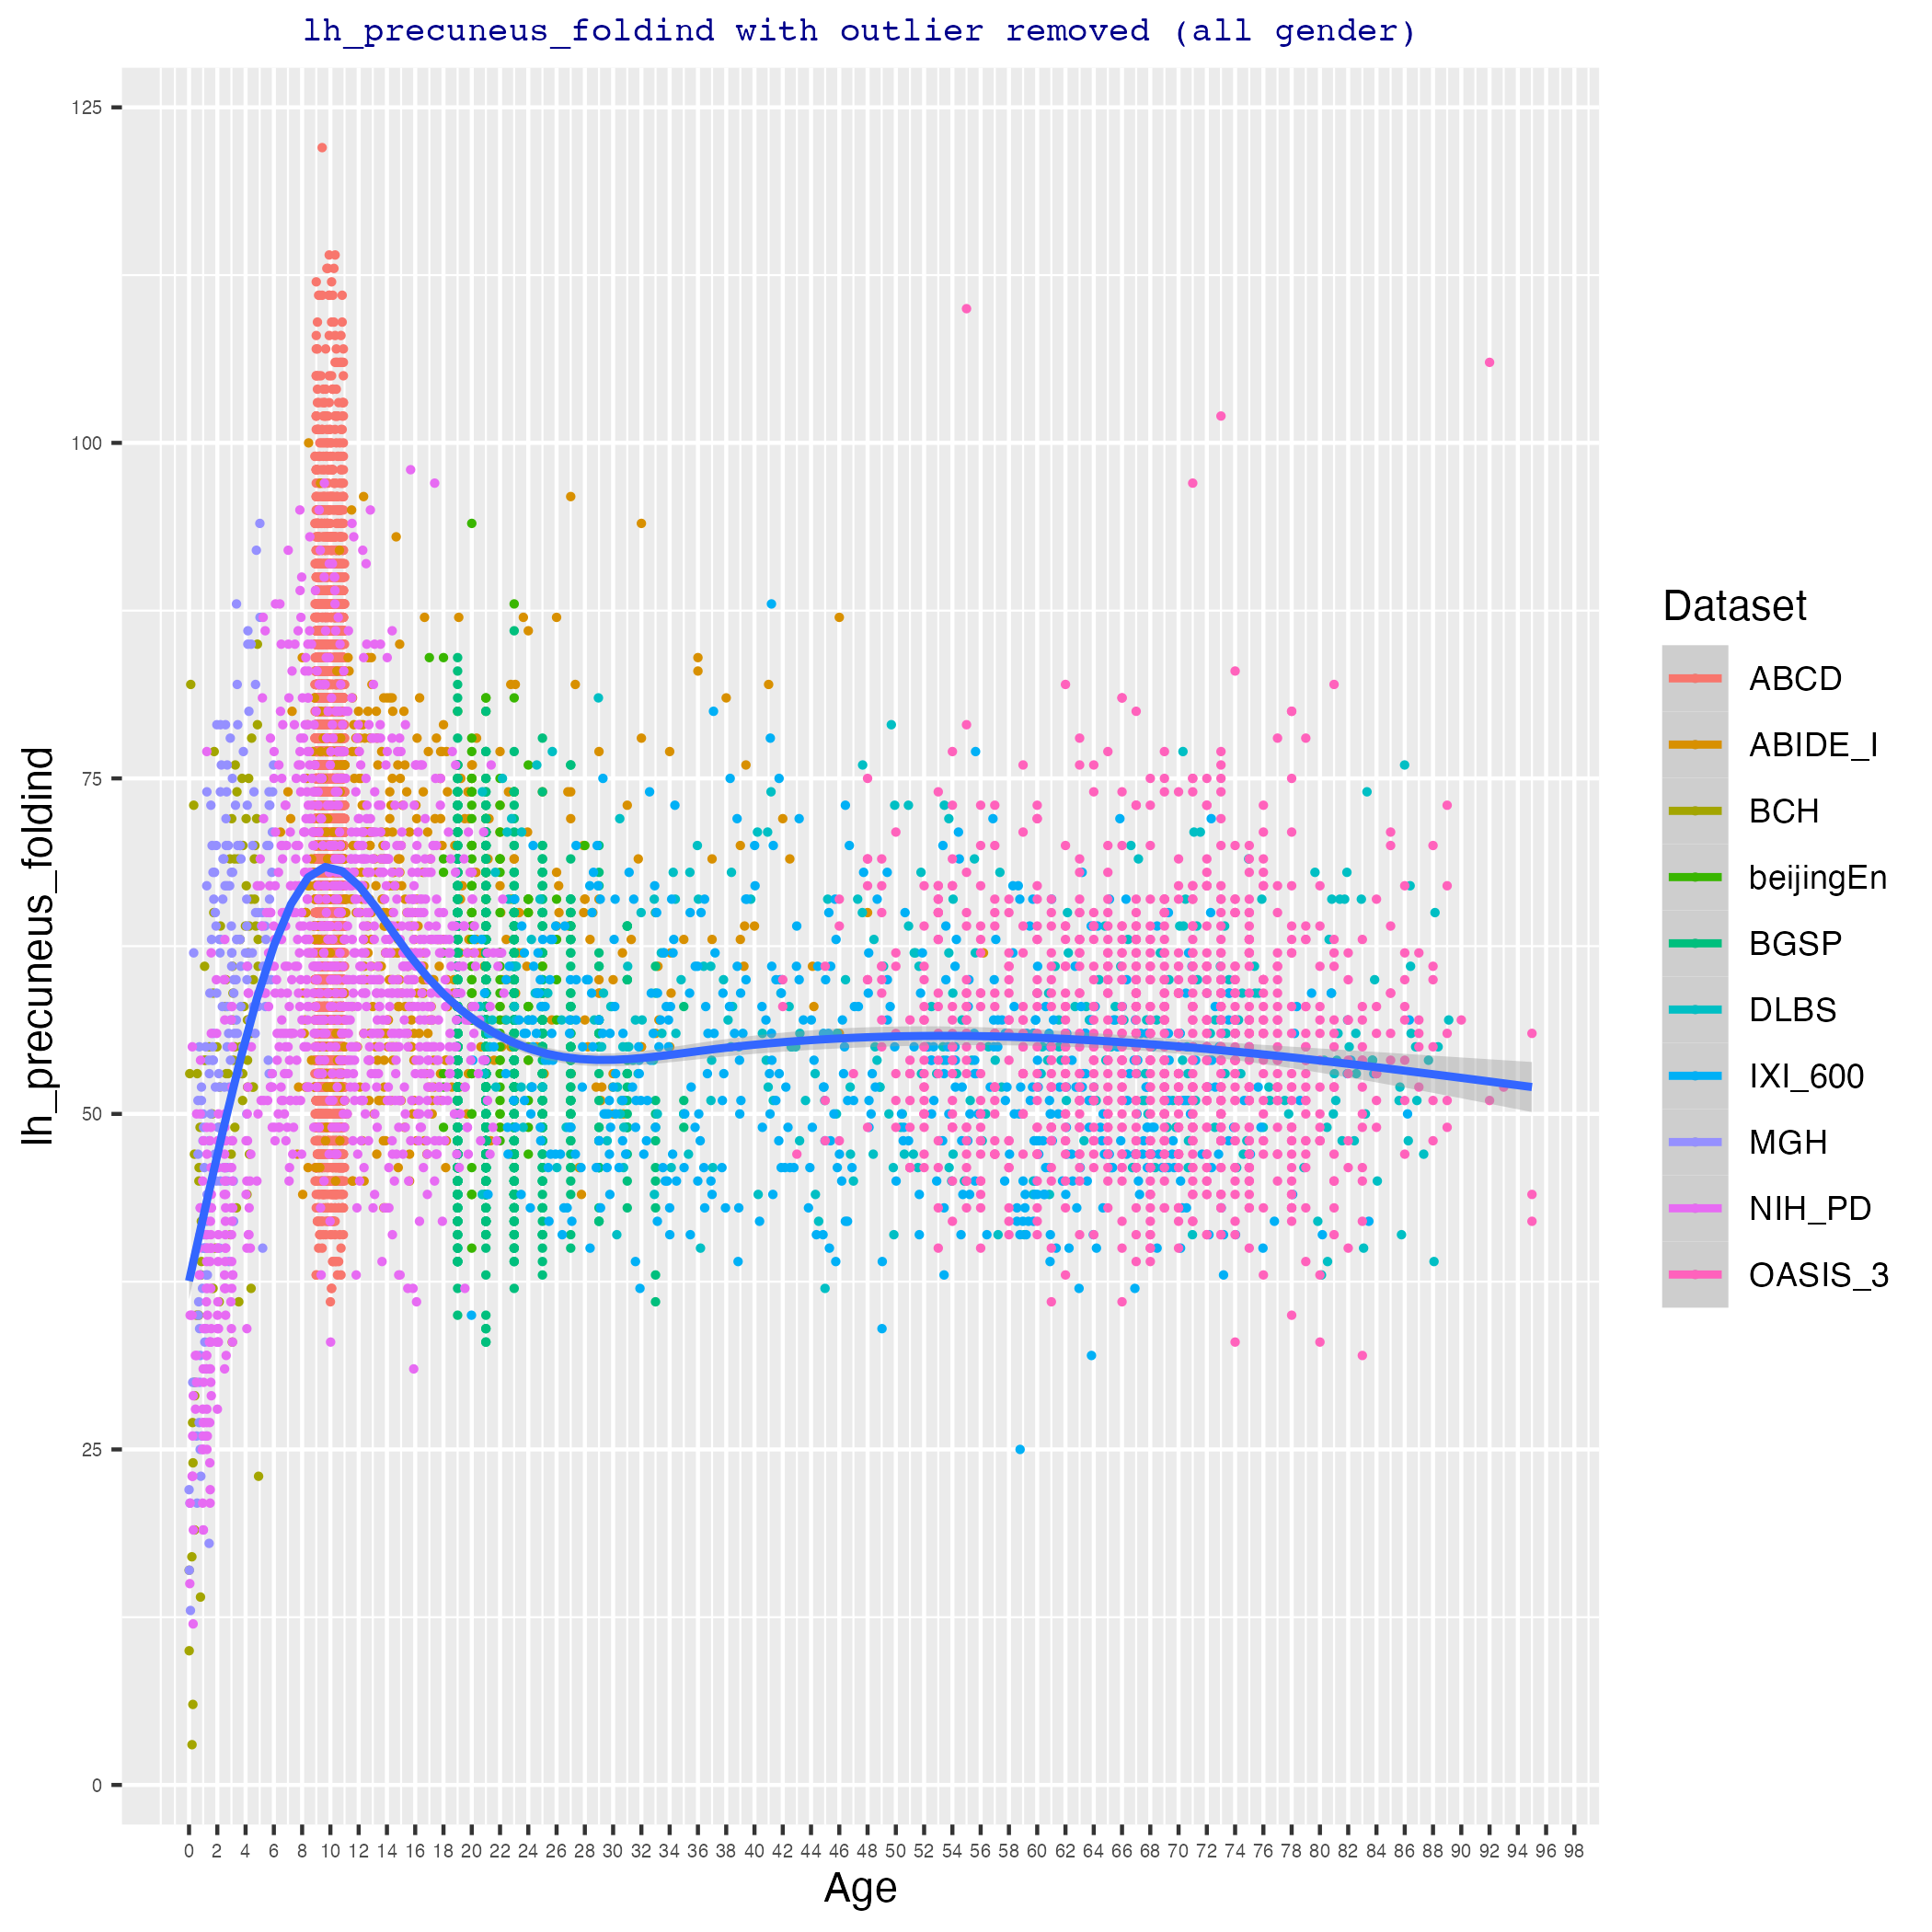 lh_precuneus_foldind with outlier removed (all gender)
125
100
75
50
25
0
lh_precuneus_foldind
0 2 4 6 8 10 12 14 16 18 20 22 24 26 28 30 32 34 36 38 40 42 44 46 48 50 52 54 56 58 60 62 64 66 68 70 72 74 76 78 80 82 84 86 88 90 92 94 96 98
Age
Dataset
ABCD
ABIDE_I
BCH
beijingEn
BGSP
DLBS
IXI_600
MGH
NIH_PD
OASIS_3